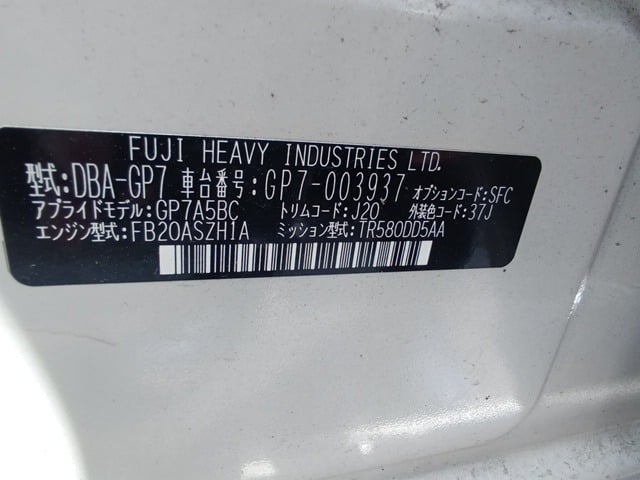 FUJI HEAVY INDUSTRIES LTD.
型式:DBA-GP7 車台番号:GP7-003937 オプションコード:SFC
アプライドモデル:GP7A5BC トリムコード:J20 外装色コード:37J
エンジン型式:FB20ASZH1A ミッション型式:TR580DD5AA